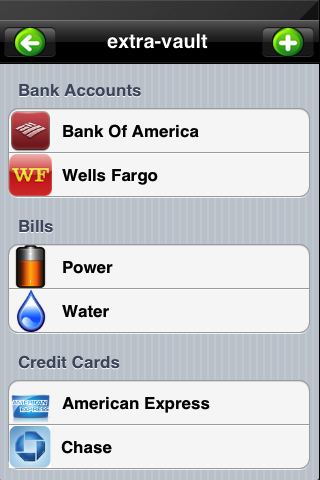 extra-vault
Bank Accounts
Bank Of America
WF Wells Fargo
Bills
Power
Water
Credit Cards
AMERICAN EXPRESS American Express
Chase